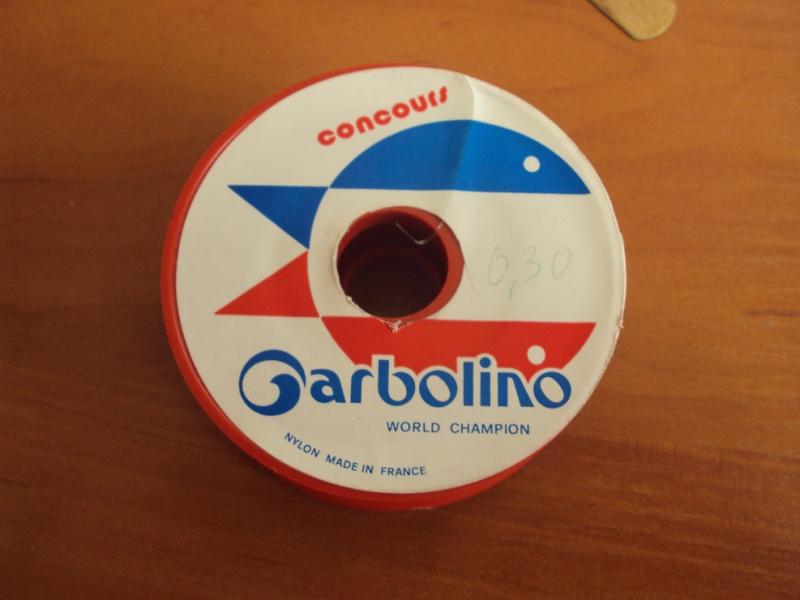 concours
0,30
Garbolino
WORLD CHAMPION
NYLON MADE IN FRANCE